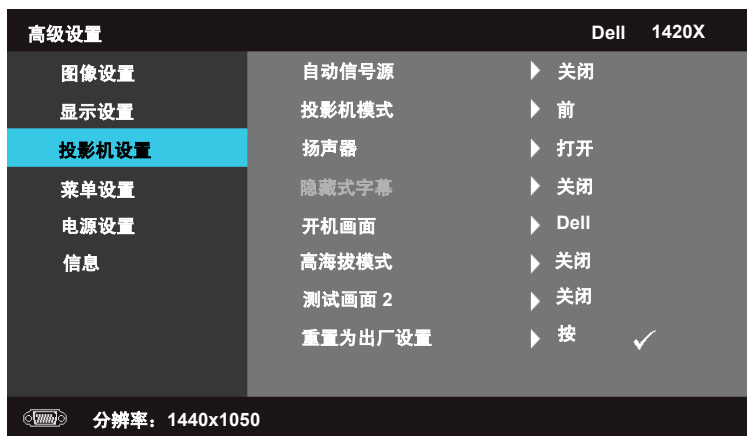 高级设置 Dell 1420X
图像设置 自动信号源 关闭
显示设置 投影机模式 前
投影机设置 扬声器 打开
菜单设置 隐藏式字幕 关闭
电源设置 开机画面 Dell
信息 高海拔模式 关闭
测试画面 2 关闭
重置为出厂设置 按
分辨率：1440x1050